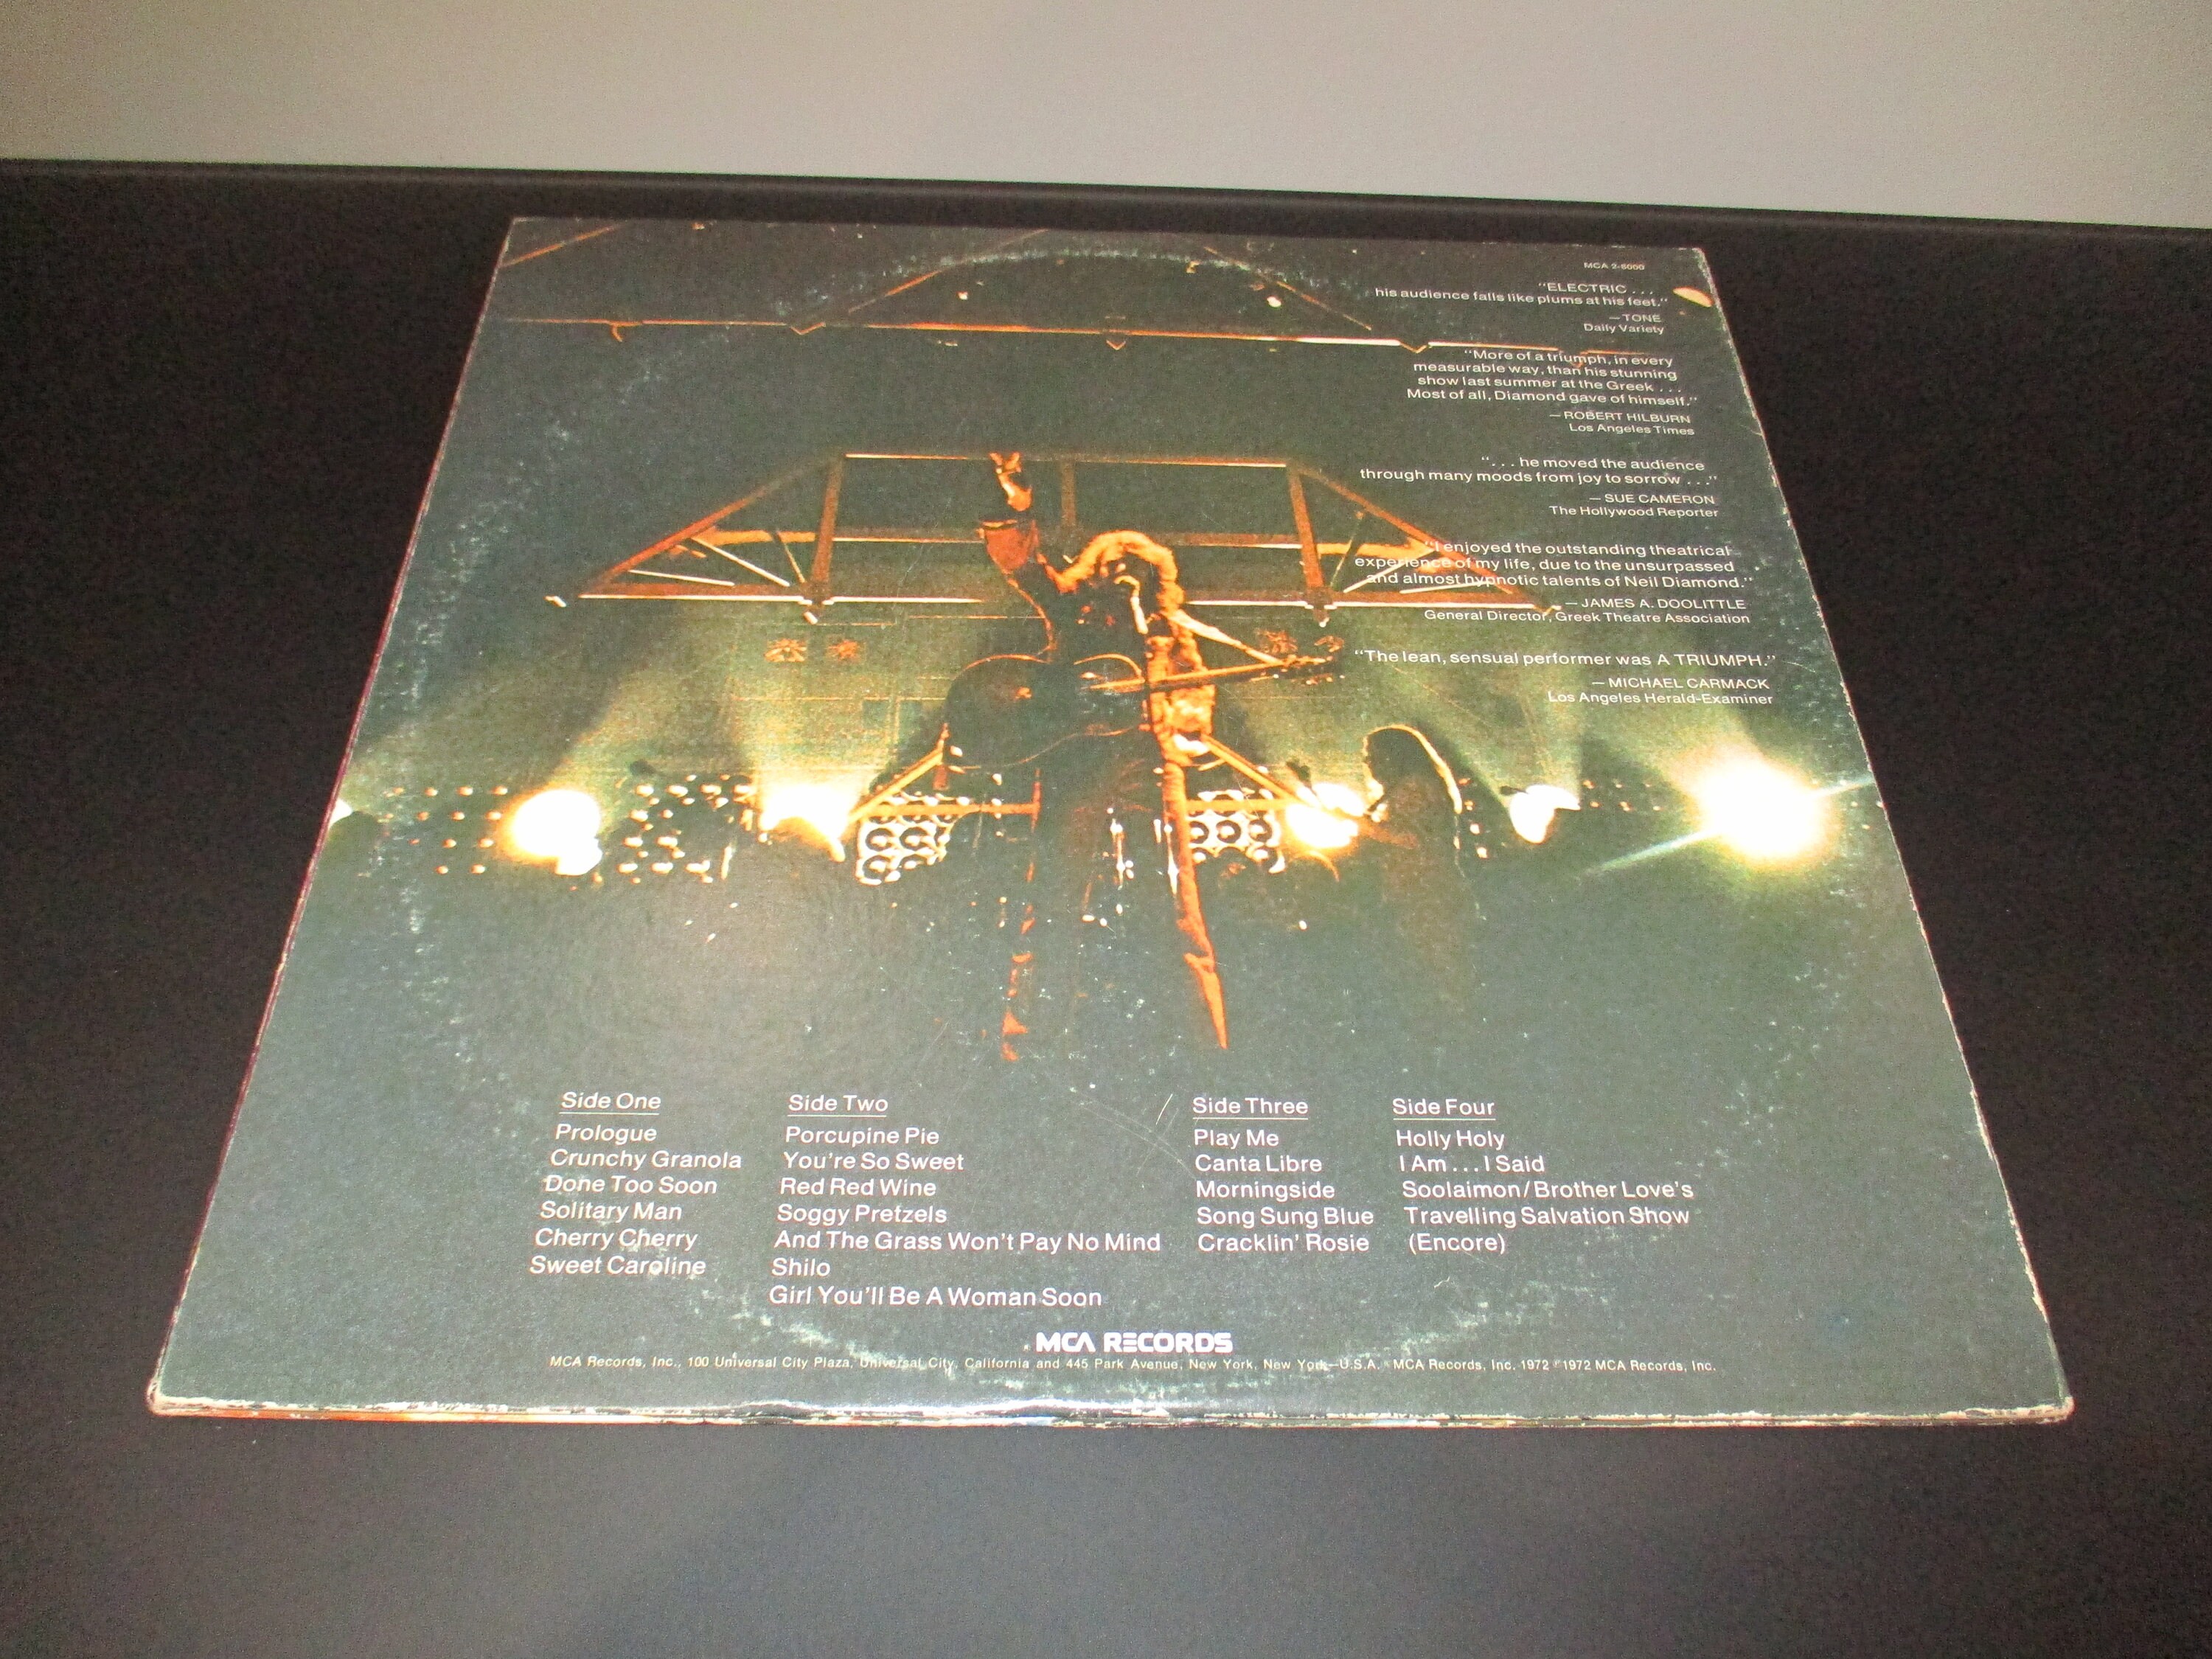 MCA 2-8000
"ELECTRIC . . .
his audience falls like plums at his feet."
— TONE
Daily Variety
"More of a triumph, in every
measurable way, than his stunning
show last summer at the Greek . . .
Most of all, Diamond gave of himself."
— ROBERT HILBURN
Los Angeles Times
". . . he moved the audience
through many moods from joy to sorrow . . ."
— SUE CAMERON
The Hollywood Reporter
"I enjoyed the outstanding theatrical
experience of my life, due to the unsurpassed
and almost hypnotic talents of Neil Diamond."
— JAMES A. DOOLITTLE
General Director, Greek Theatre Association
"The lean, sensual performer was A TRIUMPH."
— MICHAEL CARMACK
Los Angeles Herald-Examiner
Side One
Prologue
Crunchy Granola
Done Too Soon
Solitary Man
Cherry Cherry
Sweet Caroline
Side Two
Porcupine Pie
You're So Sweet
Red Red Wine
Soggy Pretzels
And The Grass Won't Pay No Mind
Shilo
Girl You'll Be A Woman Soon
Side Three
Play Me
Canta Libre
Morningside
Song Sung Blue
Cracklin' Rosie
Side Four
Holly Holy
I Am . . . I Said
Soolaimon/Brother Love's
Travelling Salvation Show
(Encore)
MCA RECORDS
MCA Records, Inc., 100 Universal City Plaza, Universal City, California and 445 Park Avenue, New York, New York—U.S.A. MCA Records, Inc. 1972 ℗1972 MCA Records, Inc.